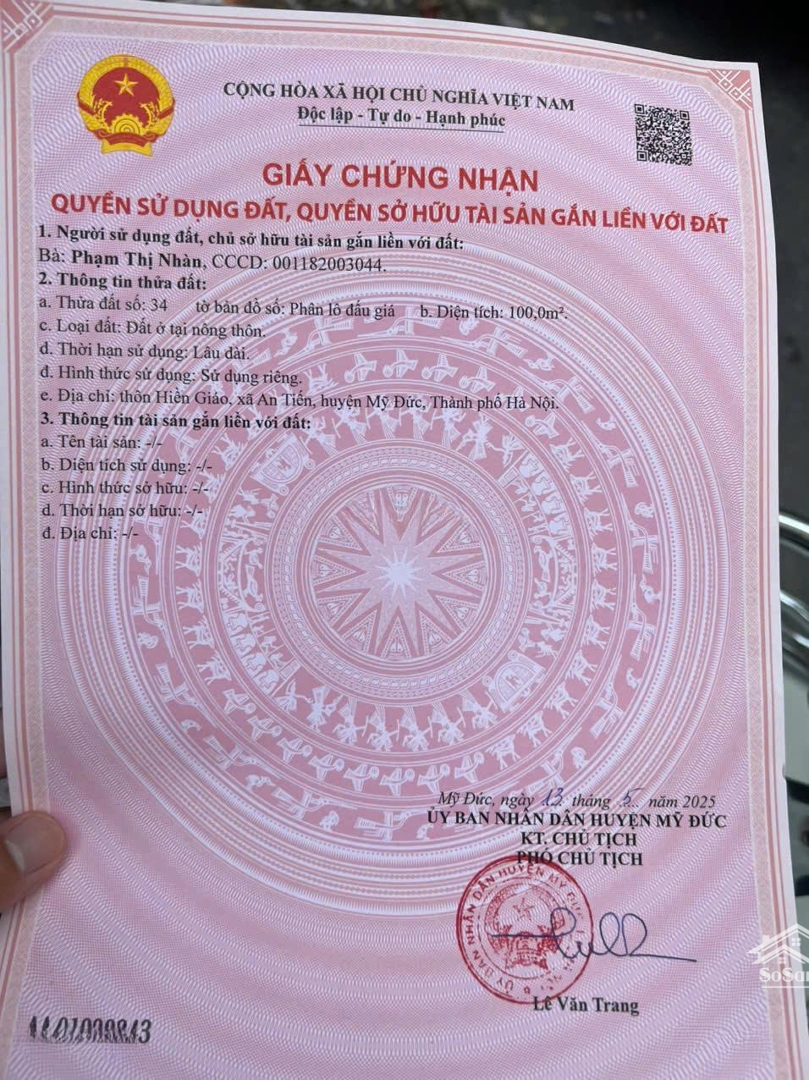 CỘNG HÒA XÃ HỘI CHỦ NGHĨA VIỆT NAM
Độc lập - Tự do - Hạnh phúc
GIẤY CHỨNG NHẬN
QUYỀN SỬ DỤNG ĐẤT, QUYỀN SỞ HỮU TÀI SẢN GẮN LIỀN VỚI ĐẤT
1. Người sử dụng đất, chủ sở hữu tài sản gắn liền với đất:
Bà: Phạm Thị Nhàn, CCCD: 001182003044.
2. Thông tin thửa đất:
a. Thửa đất số: 34 tờ bản đồ số: Phân lô đấu giá b. Diện tích: 100,0m².
c. Loại đất: Đất ở tại nông thôn.
d. Thời hạn sử dụng: Lâu dài.
đ. Hình thức sử dụng: Sử dụng riêng.
e. Địa chỉ: thôn Hiền Giáo, xã An Tiến, huyện Mỹ Đức, Thành phố Hà Nội.
3. Thông tin tài sản gắn liền với đất:
a. Tên tài sản: -/-
b. Diện tích sử dụng: -/-
c. Hình thức sở hữu: -/-
d. Thời hạn sở hữu: -/-
đ. Địa chỉ: -/-
Mỹ Đức, ngày 13 tháng 5 năm 2025
ỦY BAN NHÂN DÂN HUYỆN MỸ ĐỨC
KT. CHỦ TỊCH
PHÓ CHỦ TỊCH
ỦY BAN NHÂN DÂN HUYỆN MỸ ĐỨC
Lê Văn Trang